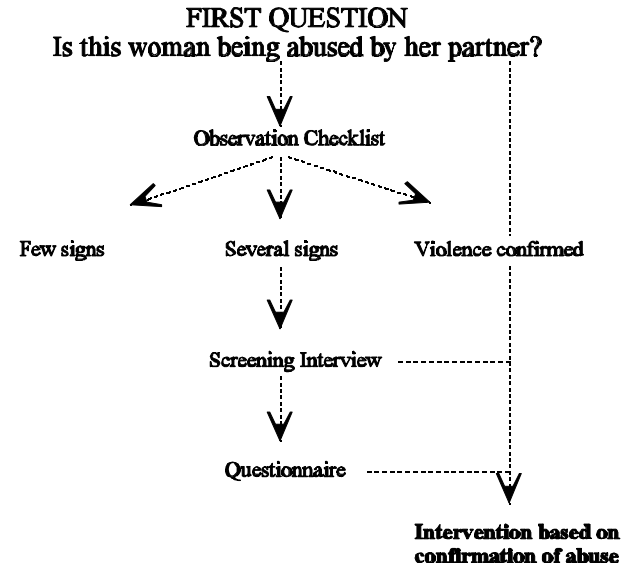 FIRST QUESTION
Is this woman being abused by her partner?
Observation Checklist
Few signs
Several signs
Violence confirmed
Screening Interview
Questionnaire
Intervention based on
confirmation of abuse